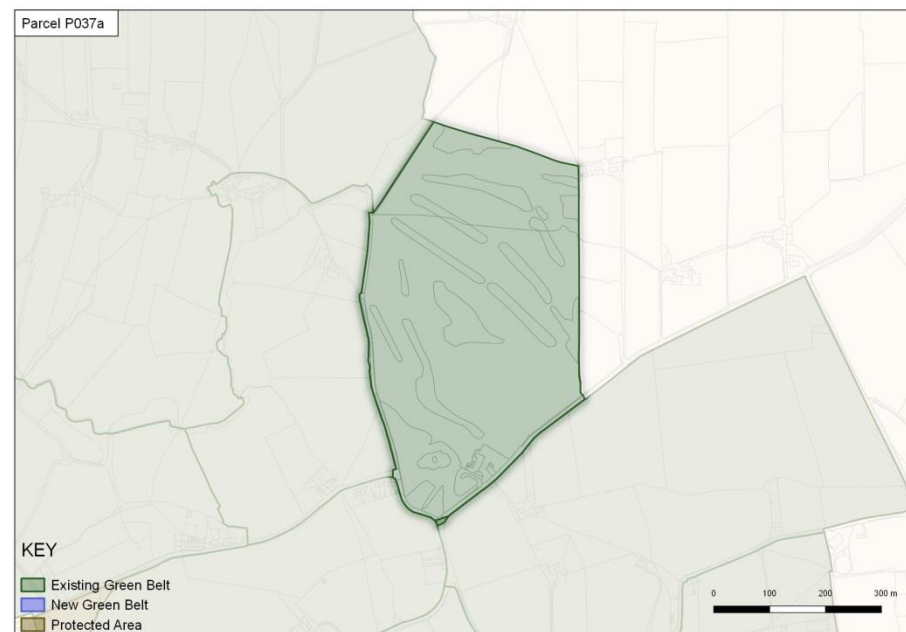 Parcel P037a
KEY
Existing Green Belt
New Green Belt
Protected Area
0 100 200 300 m